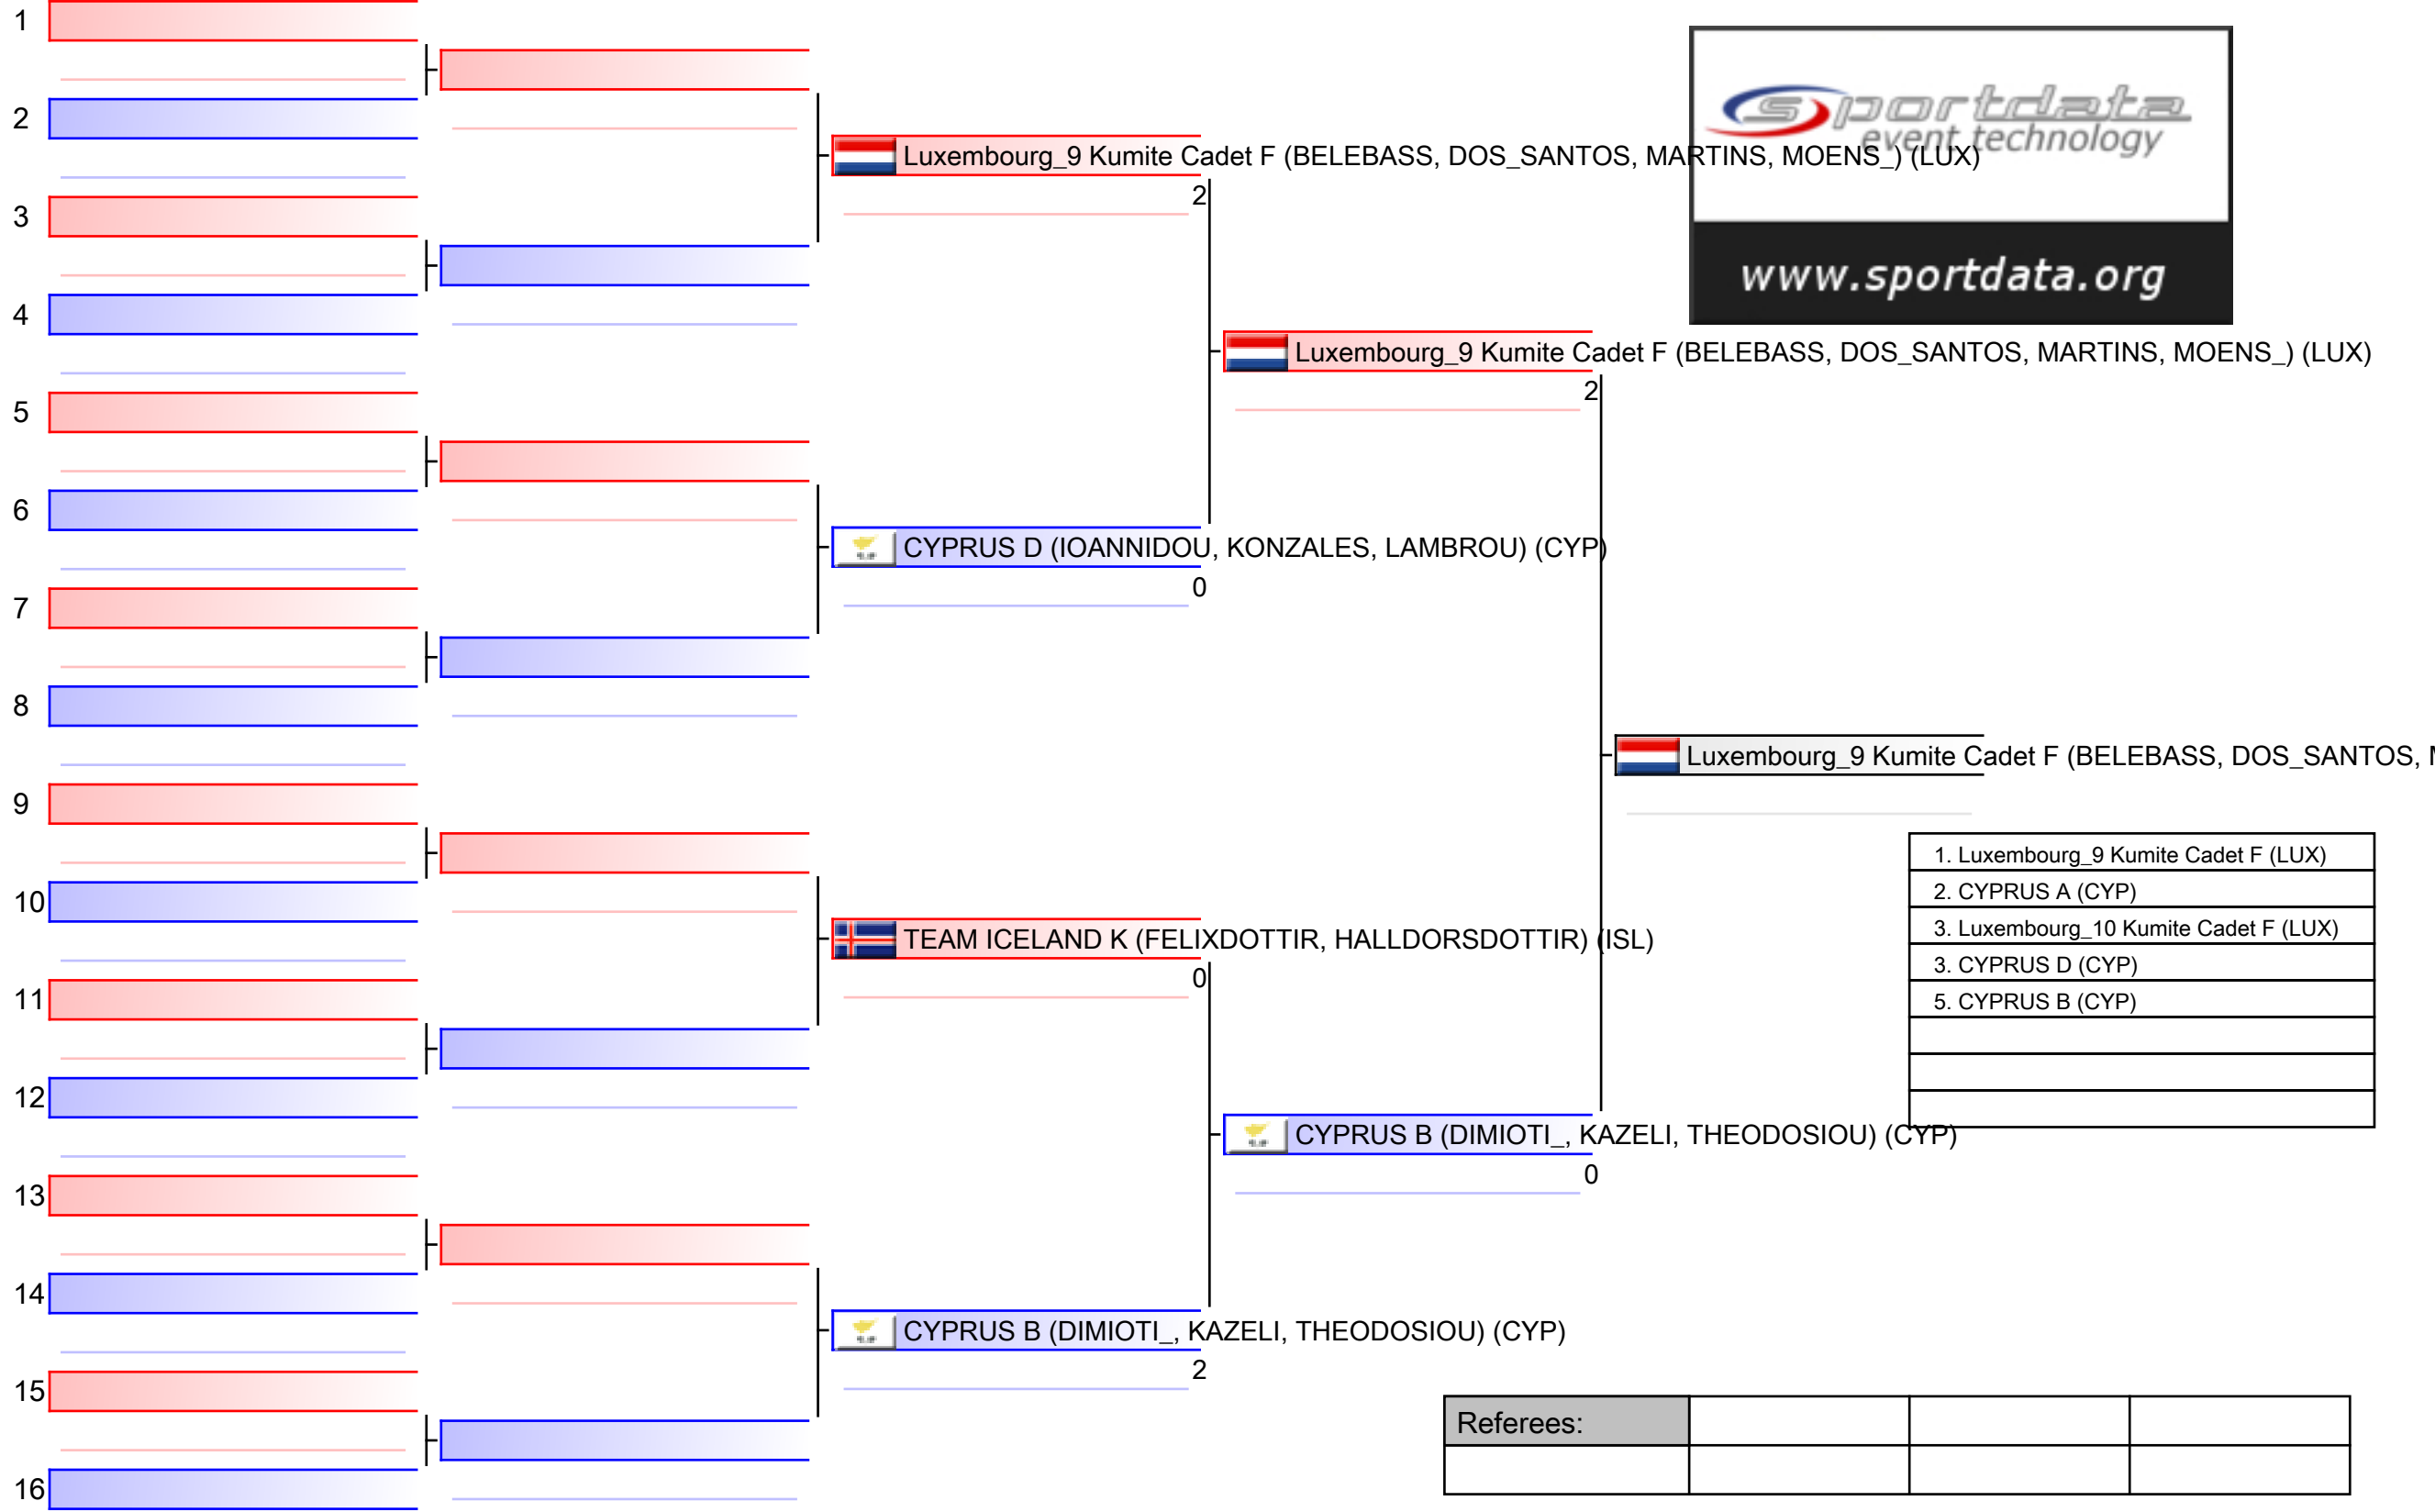 1
2
3
4
5
6
7
8
9
10
11
12
13
14
15
16
Luxembourg_9 Kumite Cadet F (BELEBASS, DOS_SANTOS, MARTINS, MOENS_) (LUX)
2
CYPRUS D (IOANNIDOU, KONZALES, LAMBROU) (CYP)
0
TEAM ICELAND K (FELIXDOTTIR, HALLDORSDOTTIR) (ISL)
0
CYPRUS B (DIMIOTI_, KAZELI, THEODOSIOU) (CYP)
2
Luxembourg_9 Kumite Cadet F (BELEBASS, DOS_SANTOS, MARTINS, MOENS_) (LUX)
2
CYPRUS B (DIMIOTI_, KAZELI, THEODOSIOU) (CYP)
0
Luxembourg_9 Kumite Cadet F (BELEBASS, DOS_SANTOS,
sportdata
event technology
www.sportdata.org
1. Luxembourg_9 Kumite Cadet F (LUX)
2. CYPRUS A (CYP)
3. Luxembourg_10 Kumite Cadet F (LUX)
3. CYPRUS D (CYP)
5. CYPRUS B (CYP)
Referees: